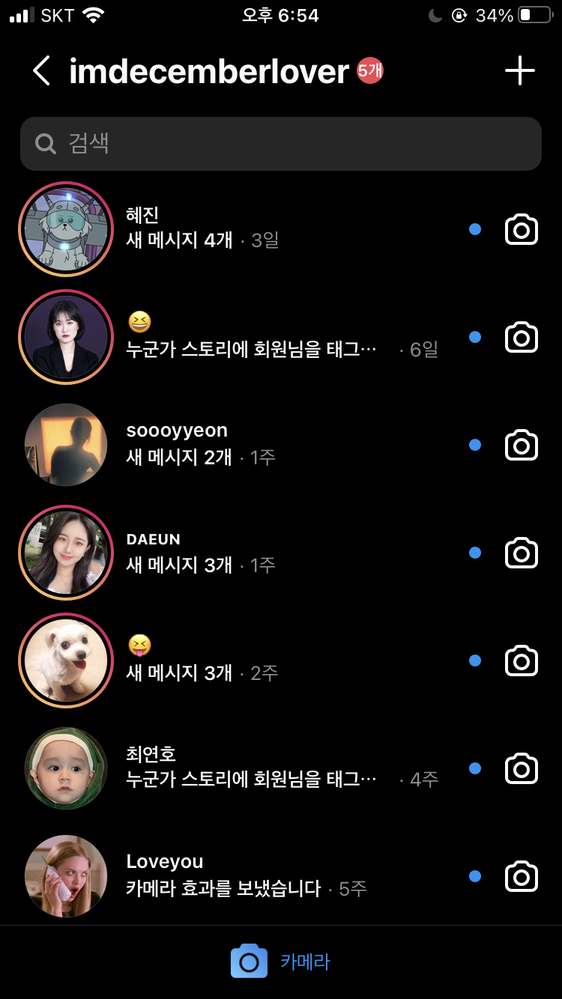 SKT 오후 6:54 34%
imdecemberlover 5개
검색
혜진
새 메시지 4개 · 3일
😆
누군가 스토리에 회원님을 태그… · 6일
soooyyeon
새 메시지 2개 · 1주
DAEUN
새 메시지 3개 · 1주
😝
새 메시지 3개 · 2주
최연호
누군가 스토리에 회원님을 태그… · 4주
Loveyou
카메라 효과를 보냈습니다 · 5주
카메라